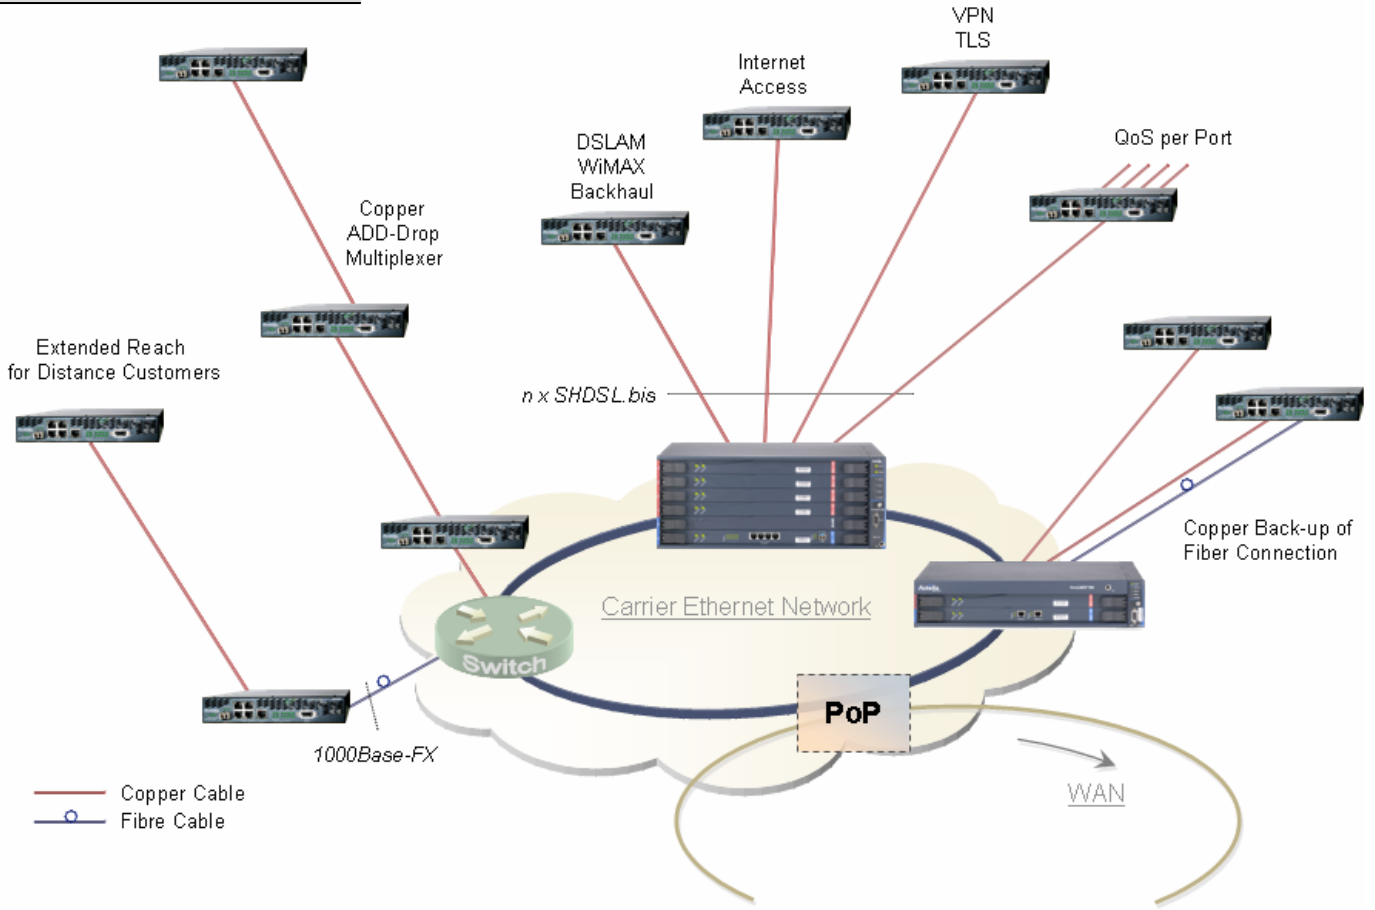 VPN
TLS
Internet
Access
DSLAM
WiMAX
Backhaul
QoS per Port
Copper
ADD-Drop
Multiplexer
Extended Reach
for Distance Customers
n x SHDSL.bis
Copper Back-up of
Fiber Connection
Carrier Ethernet Network
Switch
PoP
1000Base-FX
WAN
Copper Cable
Fibre Cable